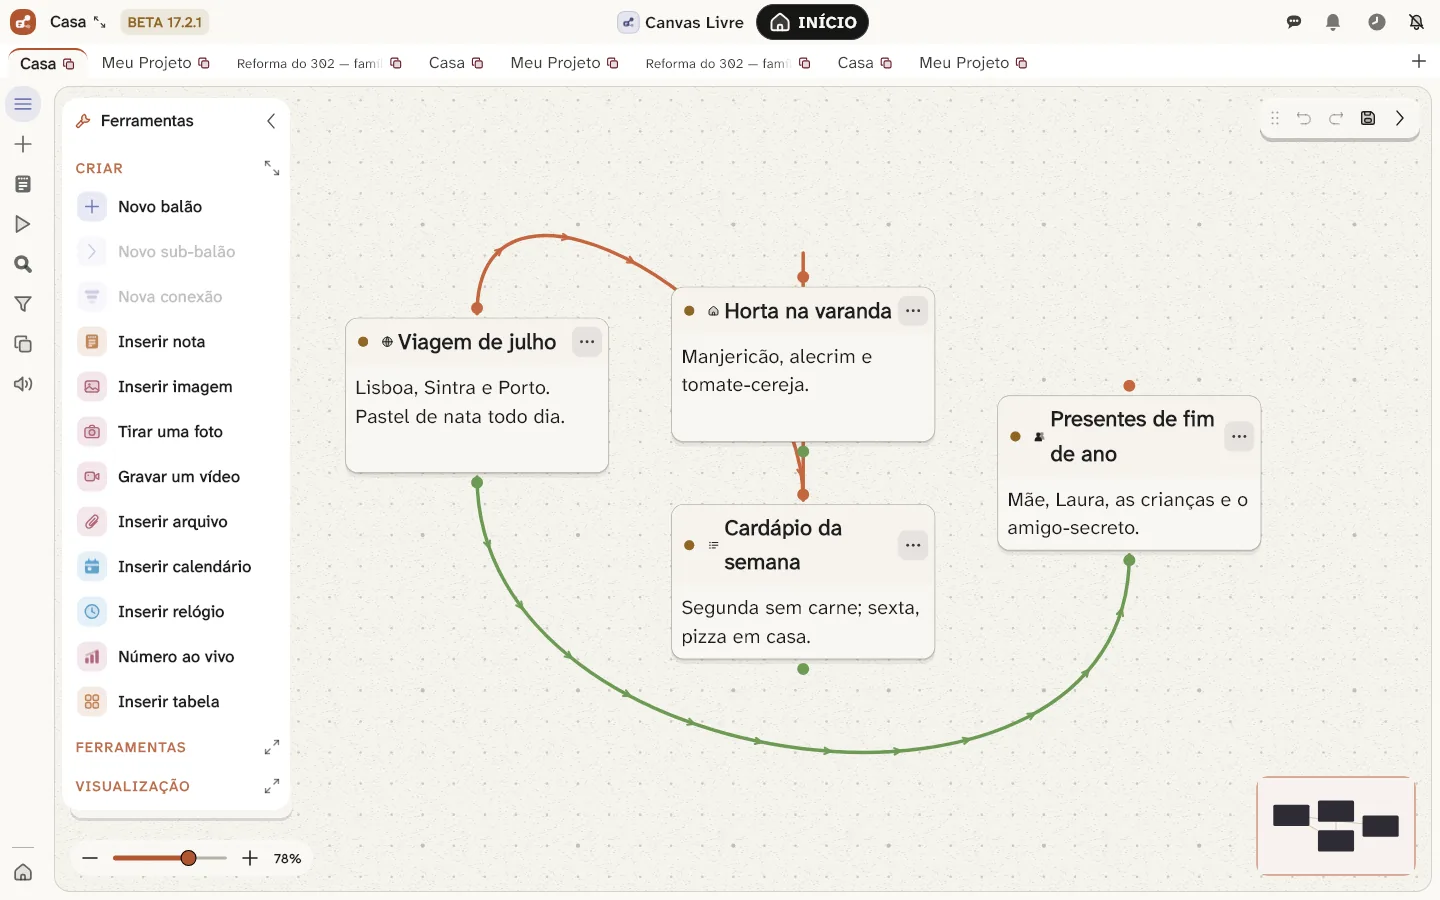 Casa
BETA 17.2.1
Canvas Livre
INÍCIO
Casa
Meu Projeto
Reforma do 302 — famí
Casa
Meu Projeto
Reforma do 302 — famí
Casa
Meu Projeto
Ferramentas
CRIAR
Novo balão
Novo sub-balão
Nova conexão
Inserir nota
Inserir imagem
Tirar uma foto
Gravar um vídeo
Inserir arquivo
Inserir calendário
Inserir relógio
Número ao vivo
Inserir tabela
FERRAMENTAS
VISUALIZAÇÃO
78%
Viagem de julho
Lisboa, Sintra e Porto.
Pastel de nata todo dia.
Horta na varanda
Manjericão, alecrim e
tomate-cereja.
Cardápio da
semana
Segunda sem carne; sexta,
pizza em casa.
Presentes de fim
de ano
Mãe, Laura, as crianças e o
amigo-secreto.